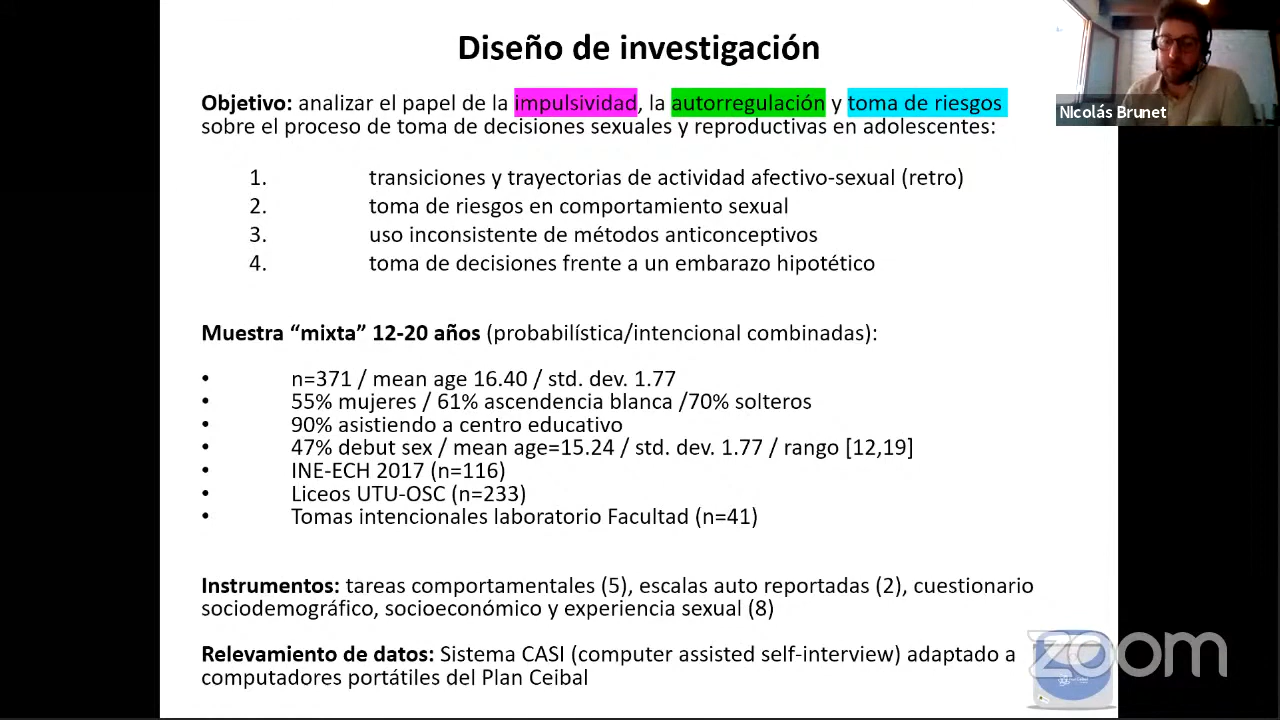 Diseño de investigación
Objetivo: analizar el papel de la impulsividad, la autorregulación y toma de riesgos
sobre el proceso de toma de decisiones sexuales y reproductivas en adolescentes:
Nicolás Brunet
1. transiciones y trayectorias de actividad afectivo-sexual (retro)
2. toma de riesgos en comportamiento sexual
3. uso inconsistente de métodos anticonceptivos
4. toma de decisiones frente a un embarazo hipotético
Muestra “mixta” 12-20 años (probabilística/intencional combinadas):
• n=371 / mean age 16.40 / std. dev. 1.77
• 55% mujeres / 61% ascendencia blanca /70% solteros
• 90% asistiendo a centro educativo
• 47% debut sex / mean age=15.24 / std. dev. 1.77 / rango [12,19]
• INE-ECH 2017 (n=116)
• Liceos UTU-OSC (n=233)
• Tomas intencionales laboratorio Facultad (n=41)
Instrumentos: tareas comportamentales (5), escalas auto reportadas (2), cuestionario
sociodemográfico, socioeconómico y experiencia sexual (8)
Relevamiento de datos: Sistema CASI (computer assisted self-interview) adaptado a
computadores portátiles del Plan Ceibal
zoom